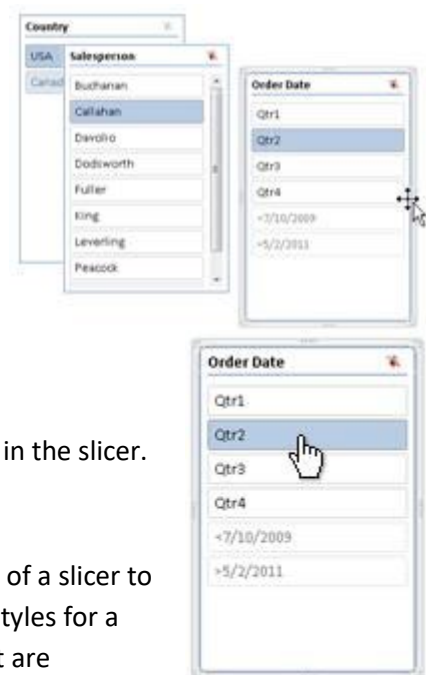 Country
USA
Canad
Salesperson
Buchanan
Callahan
Davolio
Dodsworth
Fuller
King
Leverling
Peacock
Order Date
Qtr1
Qtr2
Qtr3
Qtr4
<7/10/2009
>5/2/2011
Order Date
Qtr1
Qtr2
Qtr3
Qtr4
<7/10/2009
>5/2/2011
in the slicer.
of a slicer to
tyles for a
t are